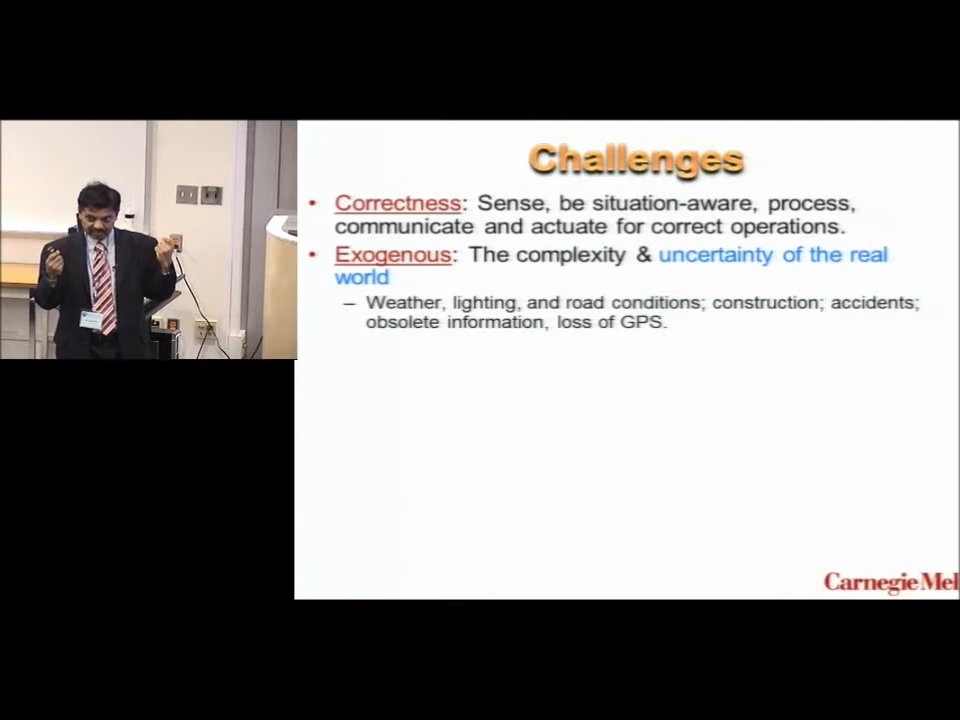 Challenges
• Correctness: Sense, be situation-aware, process,
communicate and actuate for correct operations.
• Exogenous: The complexity & uncertainty of the real
world
– Weather, lighting, and road conditions; construction; accidents;
obsolete information, loss of GPS.
Carnegie Mel